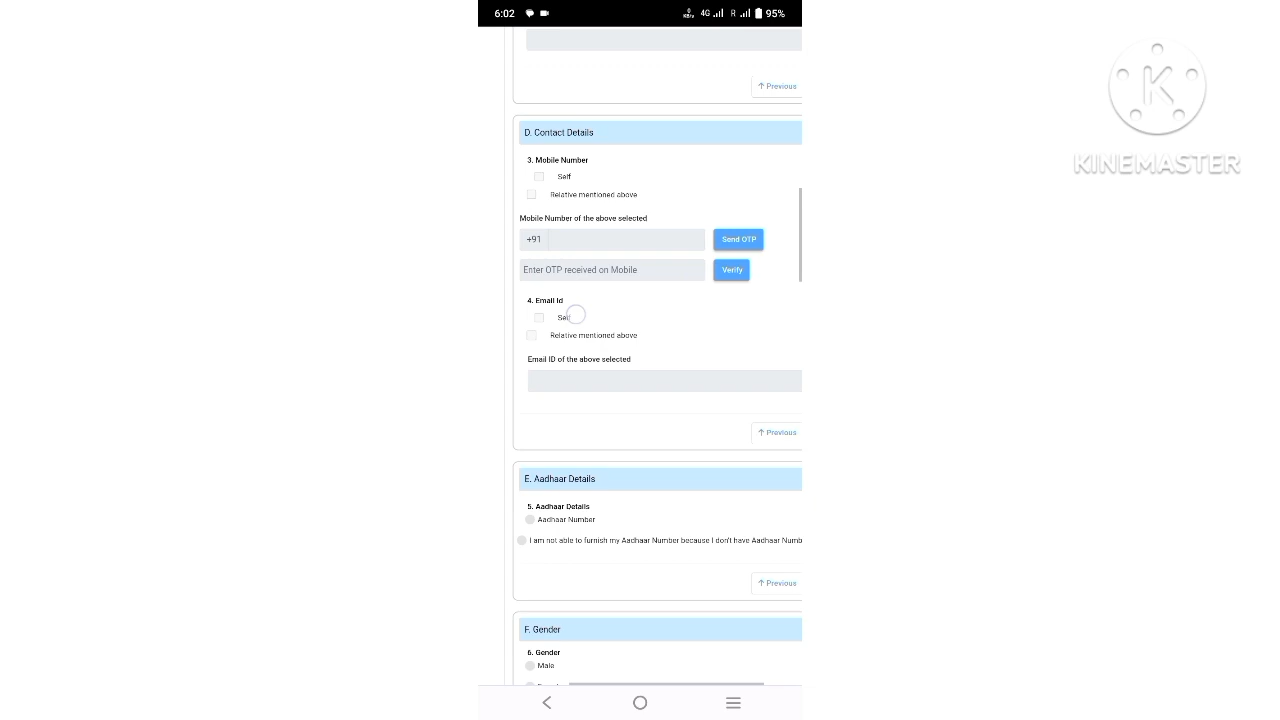 6:02
0
KB/s
4G
R
95%
↑ Previous
D. Contact Details
3. Mobile Number
Self
Relative mentioned above
Mobile Number of the above selected
+91
Send OTP
Enter OTP received on Mobile
Verify
4. Email Id
Self
Relative mentioned above
Email ID of the above selected
↑ Previous
E. Aadhaar Details
5. Aadhaar Details
Aadhaar Number
I am not able to furnish my Aadhaar Number because I don't have Aadhaar Numb
↑ Previous
F. Gender
6. Gender
Male
K
KINEMASTER